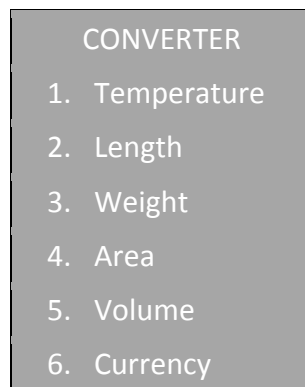 CONVERTER
1. Temperature
2. Length
3. Weight
4. Area
5. Volume
6. Currency